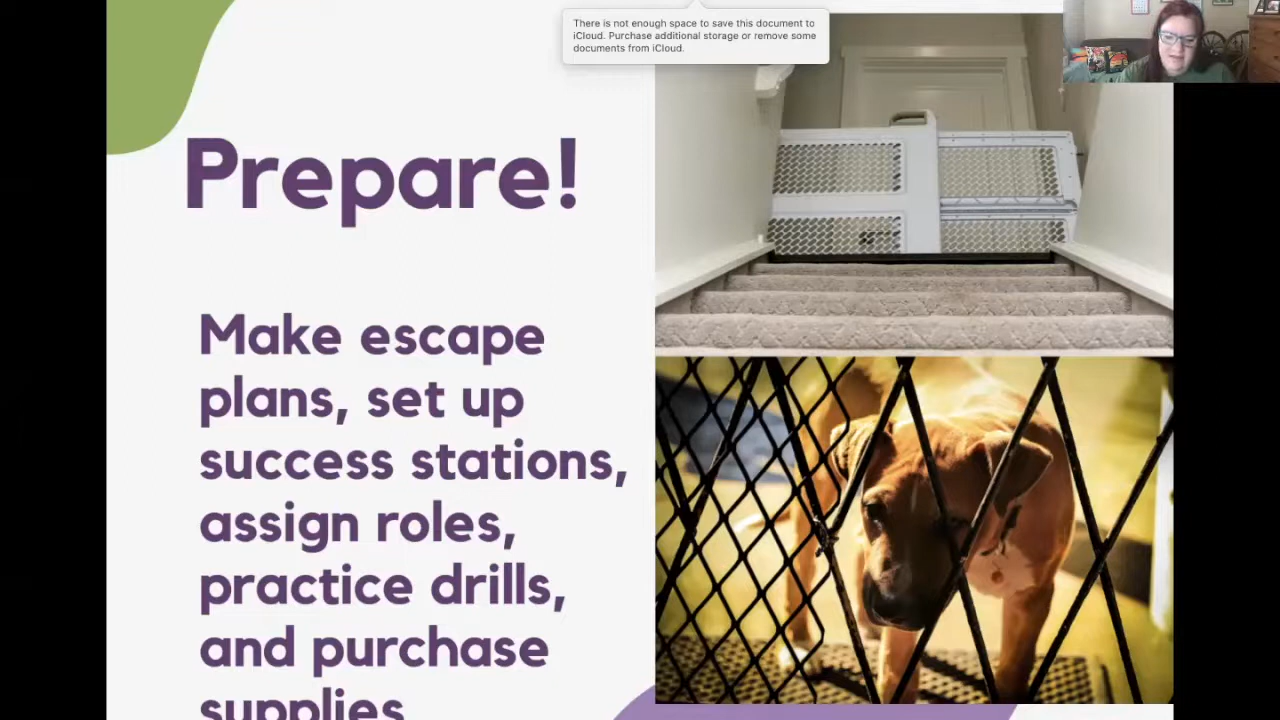 There is not enough space to save this document to
iCloud. Purchase additional storage or remove some
documents from iCloud.
Prepare!
Make escape
plans, set up
success stations,
assign roles,
practice drills,
and purchase
supplies